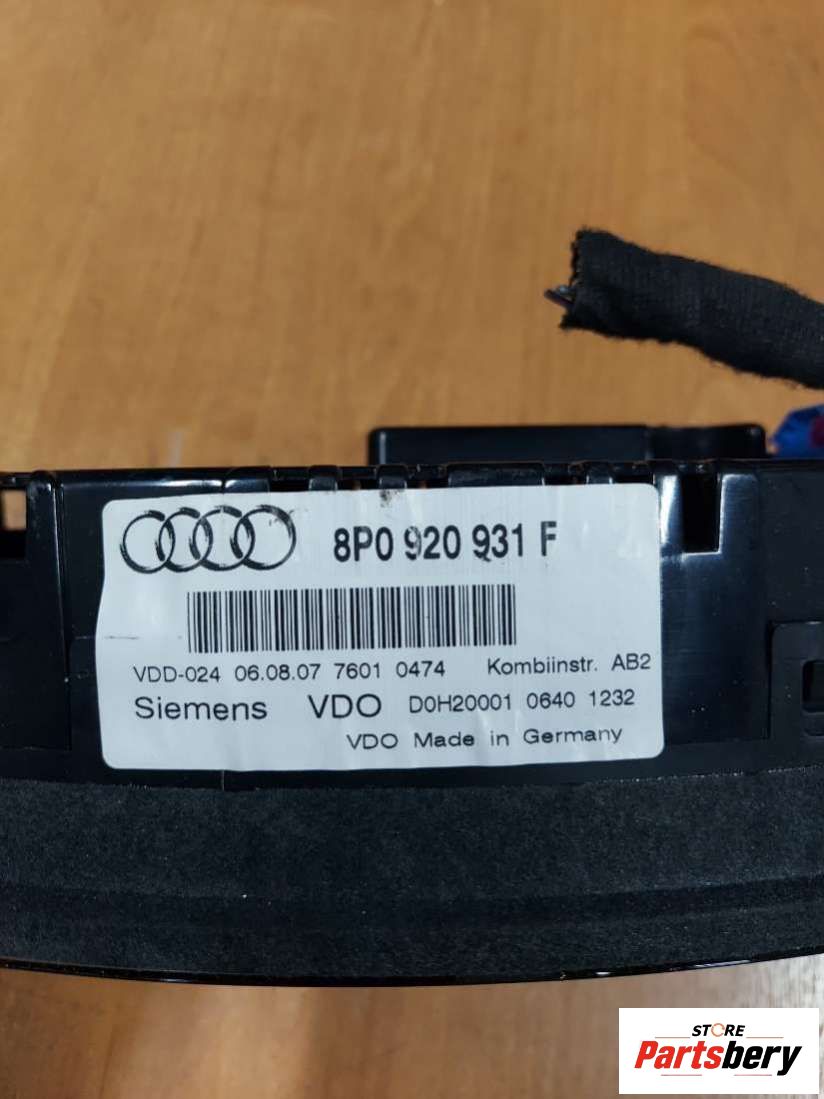 8P0 920 931 F
VDD-024 06.08.07 7601 0474 Kombiinstr. AB2
Siemens VDO D0H20001 0640 1232
VDO Made in Germany
STORE
Partsbery